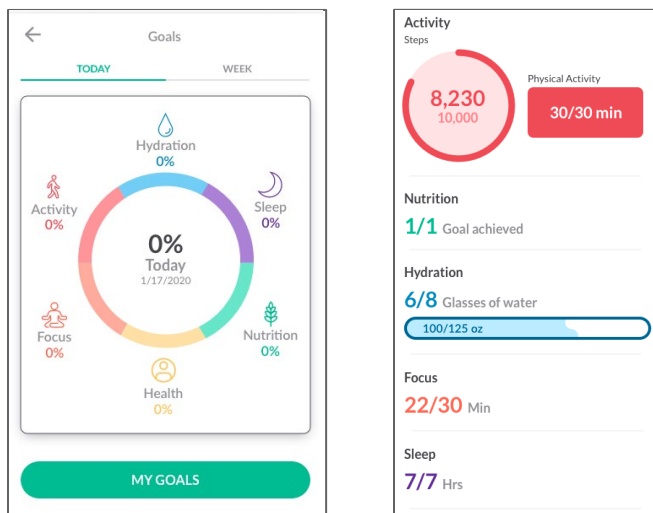 Goals
TODAY WEEK
Hydration
0%
Activity
0%
Sleep
0%
0%
Today
1/17/2020
Focus
0%
Nutrition
0%
Health
0%
MY GOALS
Activity
Steps
8,230
10,000
Physical Activity
30/30 min
Nutrition
1/1 Goal achieved
Hydration
6/8 Glasses of water
100/125 oz
Focus
22/30 Min
Sleep
7/7 Hrs